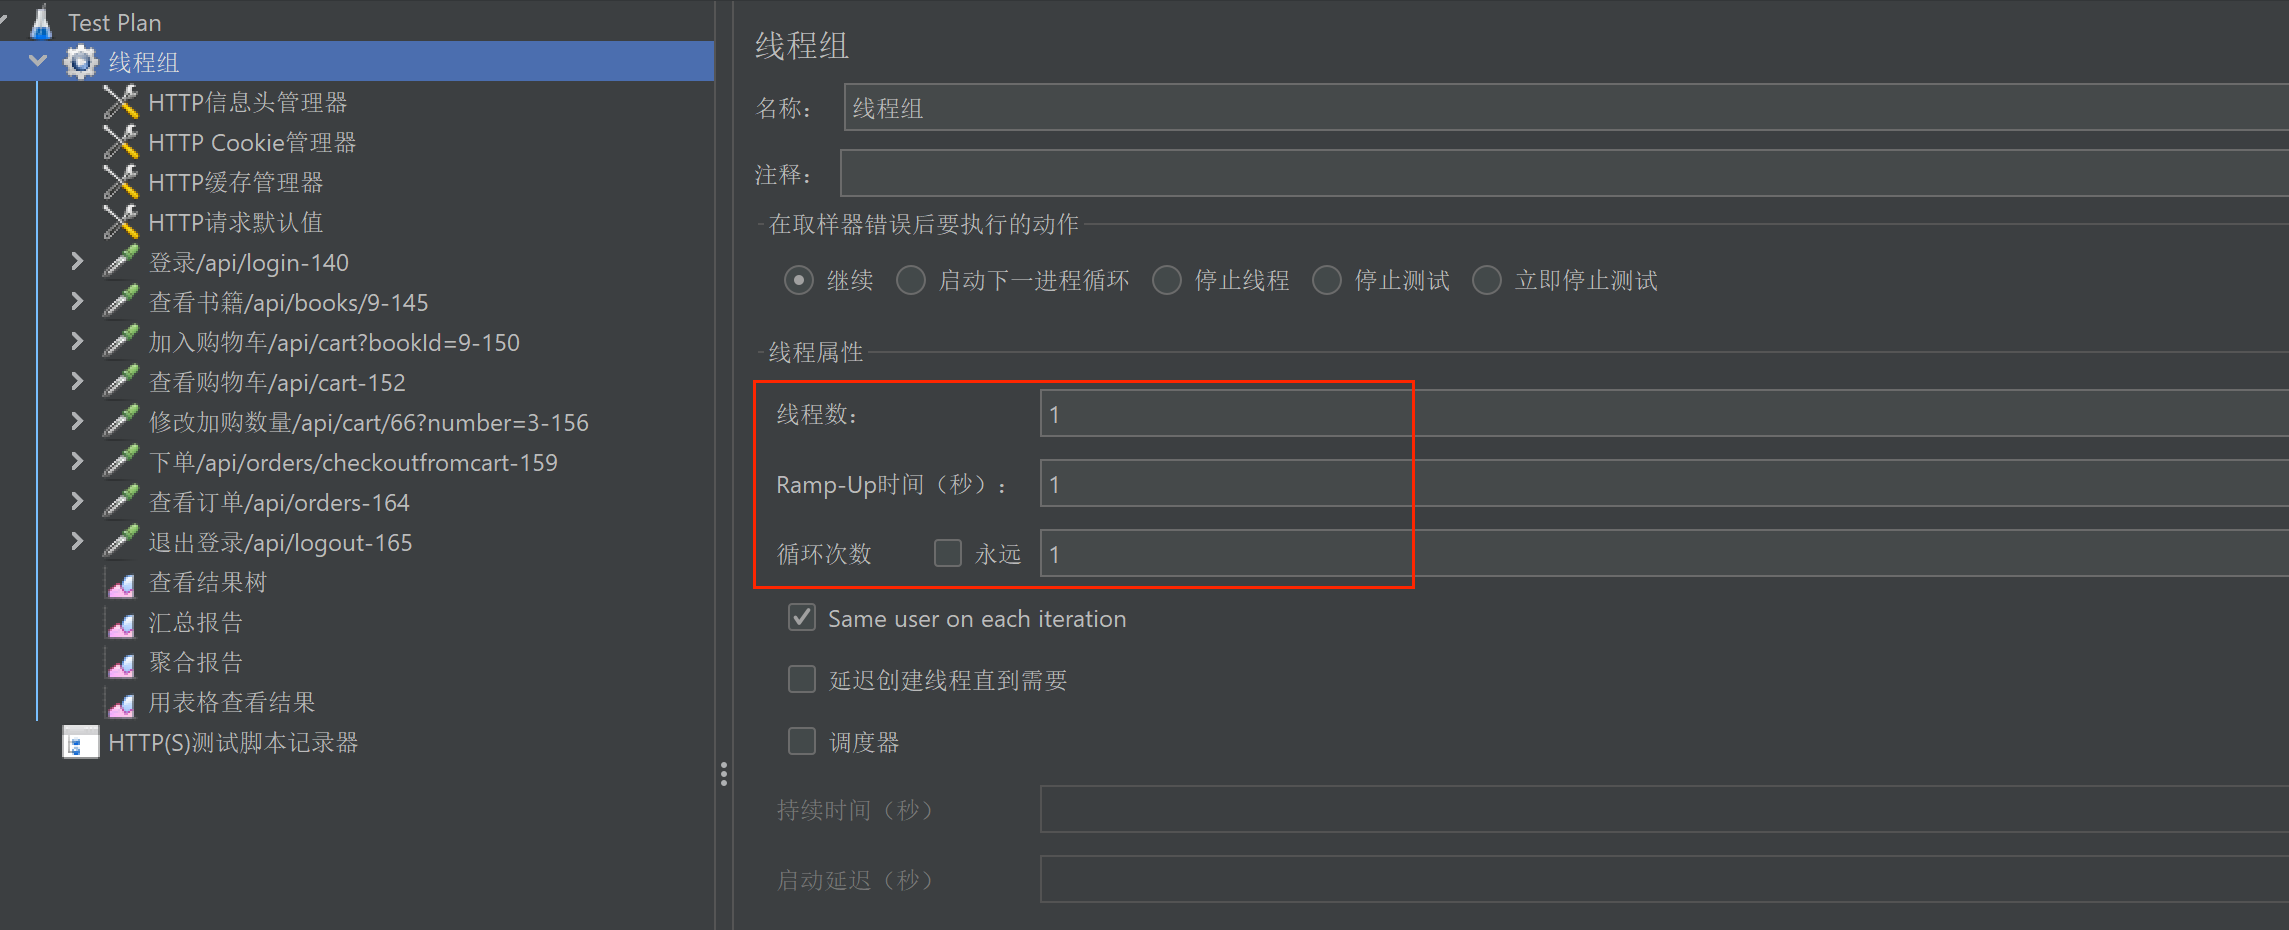 Test Plan
线程组
HTTP信息头管理器
HTTP Cookie管理器
HTTP缓存管理器
HTTP请求默认值
登录/api/login-140
查看书籍/api/books/9-145
加入购物车/api/cart?bookId=9-150
查看购物车/api/cart-152
修改加购数量/api/cart/66?number=3-156
下单/api/orders/checkoutfromcart-159
查看订单/api/orders-164
退出登录/api/logout-165
查看结果树
汇总报告
聚合报告
用表格查看结果
HTTP(S)测试脚本记录器
线程组
名称： 线程组
注释：
在取样器错误后要执行的动作
继续 启动下一进程循环 停止线程 停止测试 立即停止测试
线程属性
线程数： 1
Ramp-Up时间（秒）： 1
循环次数 永远 1
Same user on each iteration
延迟创建线程直到需要
调度器
持续时间（秒）
启动延迟（秒）